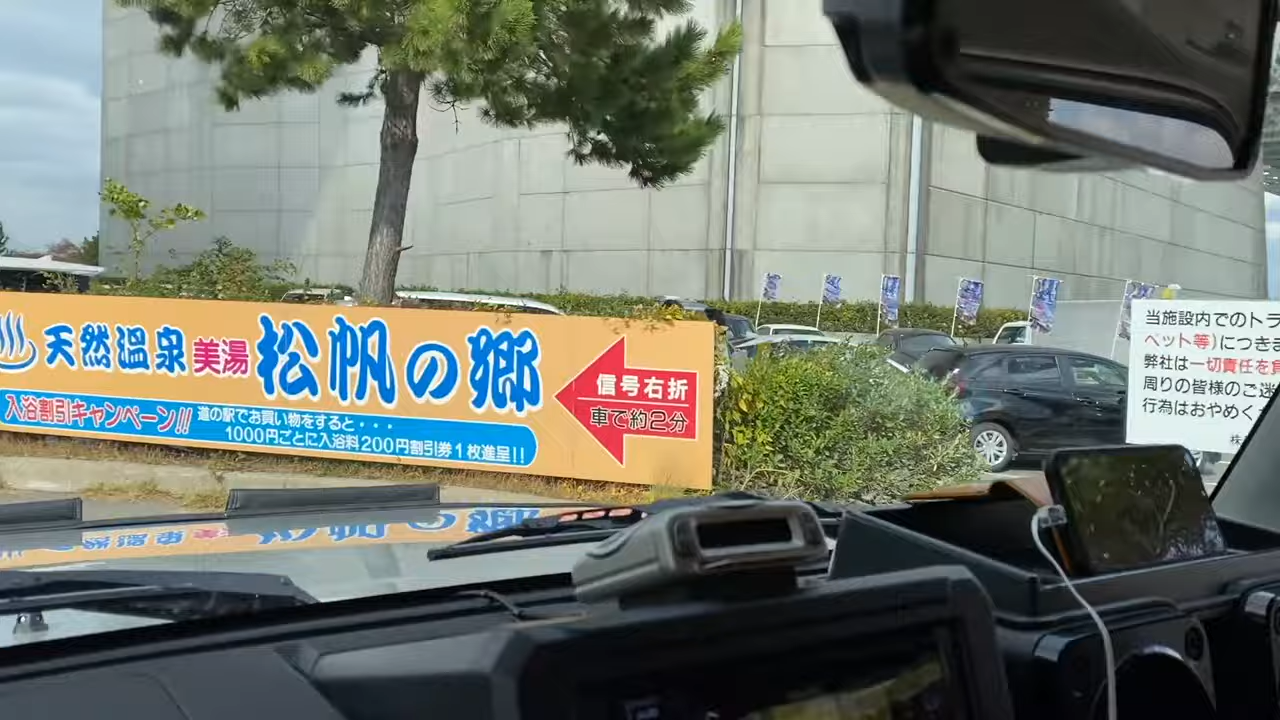 天然温泉 美湯 松帆の郷
信号右折
車で約2分
入浴割引キャンペーン!!
道の駅でお買い物をすると・・・
1000円ごとに入浴料200円割引券1枚進呈!!
当施設内でのトラ
ペット等)につきま
弊社は一切責任を負
周りの皆様のご迷
行為はおやめく
株